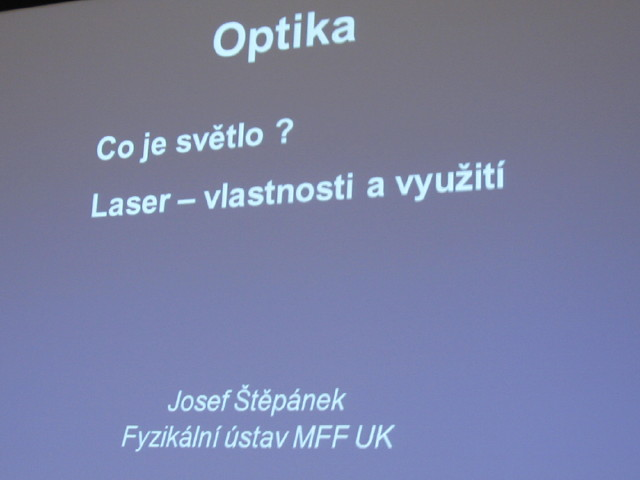 Optika
Co je světlo ?
Laser – vlastnosti a využití
Josef Štěpánek
Fyzikální ústav MFF UK